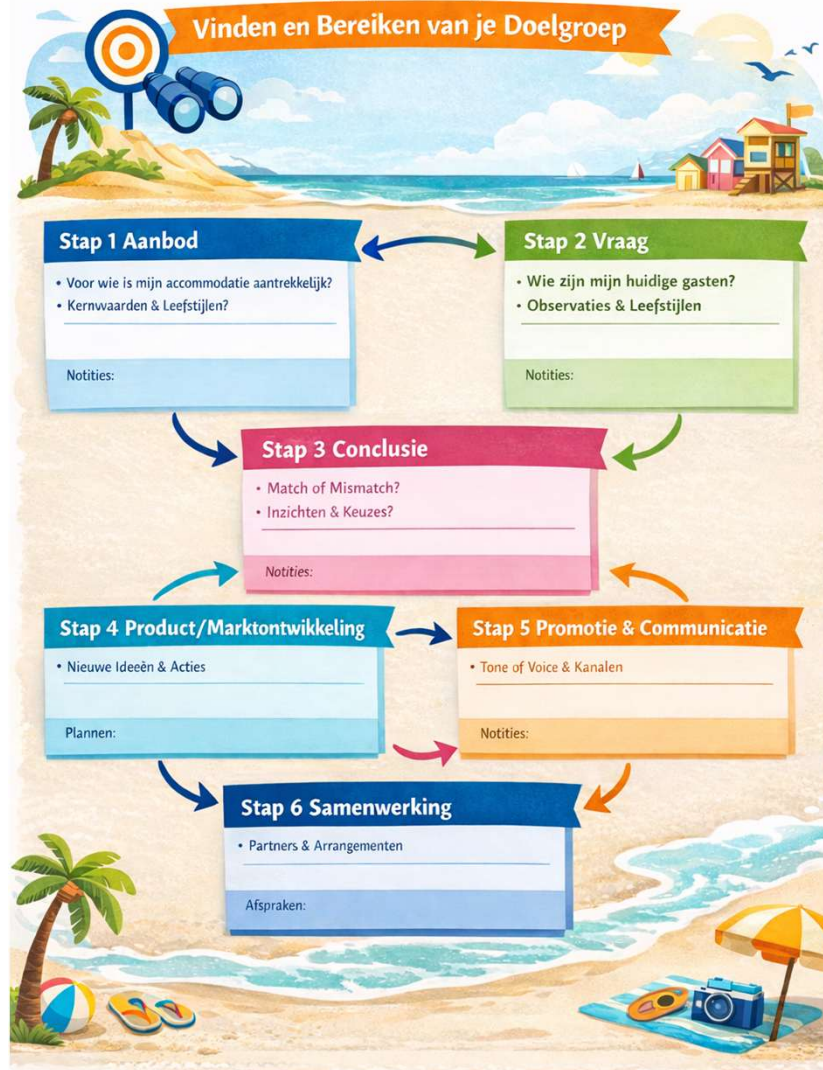 Vinden en Bereiken van je Doelgroep
Stap 1 Aanbod
• Voor wie is mijn accommodatie aantrekkelijk?
• Kernwaarden & Leefstijlen?
Notities:
Stap 2 Vraag
• Wie zijn mijn huidige gasten?
• Observaties & Leefstijlen
Notities:
Stap 3 Conclusie
• Match of Mismatch?
• Inzichten & Keuzes?
Notities:
Stap 4 Product/Marktontwikkeling
• Nieuwe Ideeën & Acties
Plannen:
Stap 5 Promotie & Communicatie
• Tone of Voice & Kanalen
Notities:
Stap 6 Samenwerking
• Partners & Arrangementen
Afspraken: